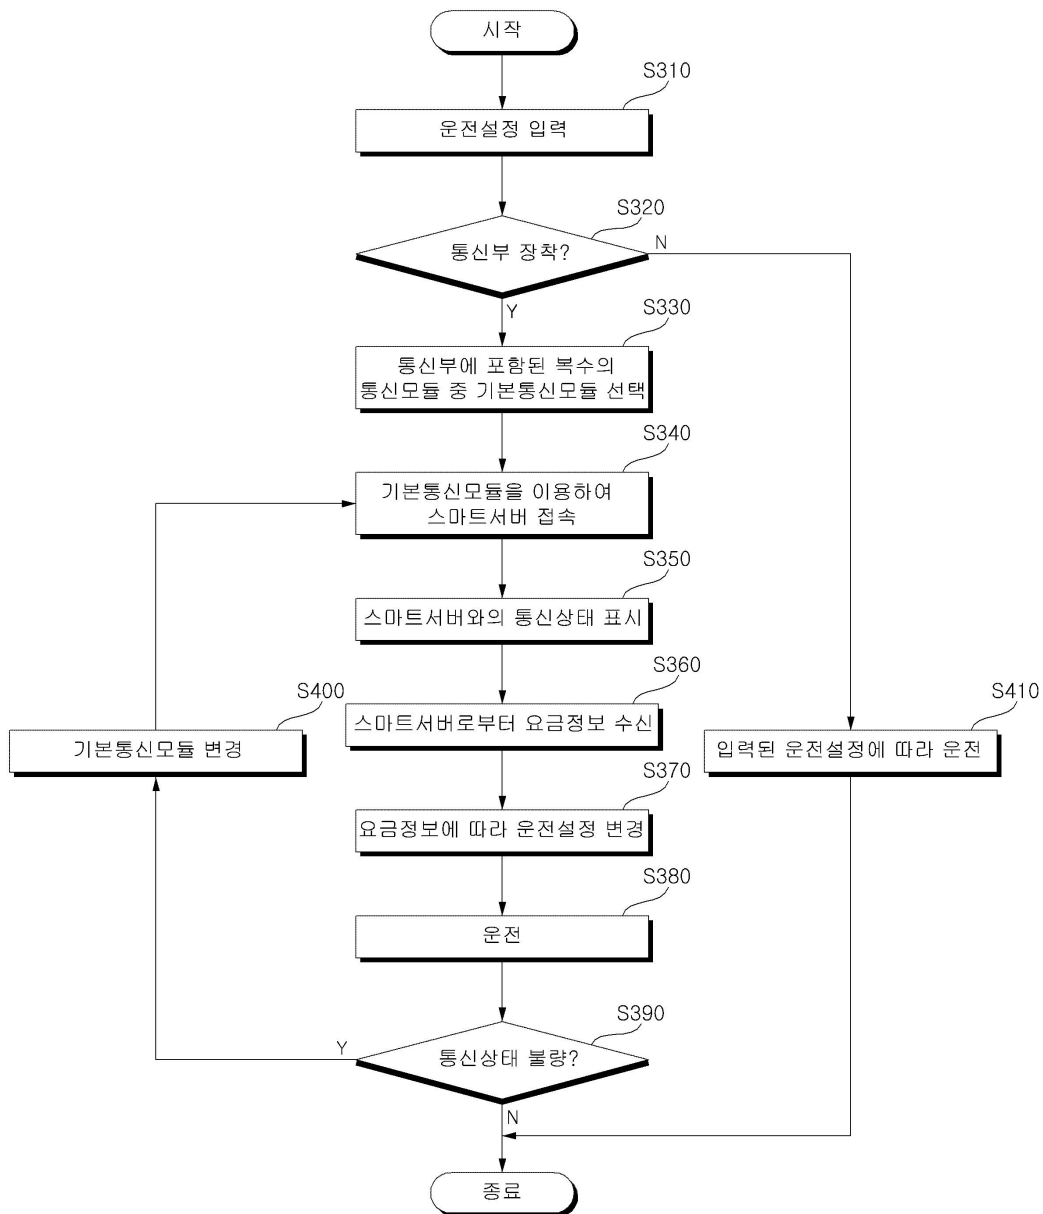 시작
S310
운전설정 입력
S320
통신부 장착?
N
Y
S330
통신부에 포함된 복수의
통신모듈 중 기본통신모듈 선택
S340
기본통신모듈을 이용하여
스마트서버 접속
S350
스마트서버와의 통신상태 표시
S360
스마트서버로부터 요금정보 수신
S400
기본통신모듈 변경
S410
입력된 운전설정에 따라 운전
S370
요금정보에 따라 운전설정 변경
S380
운전
S390
통신상태 불량?
Y
N
종료